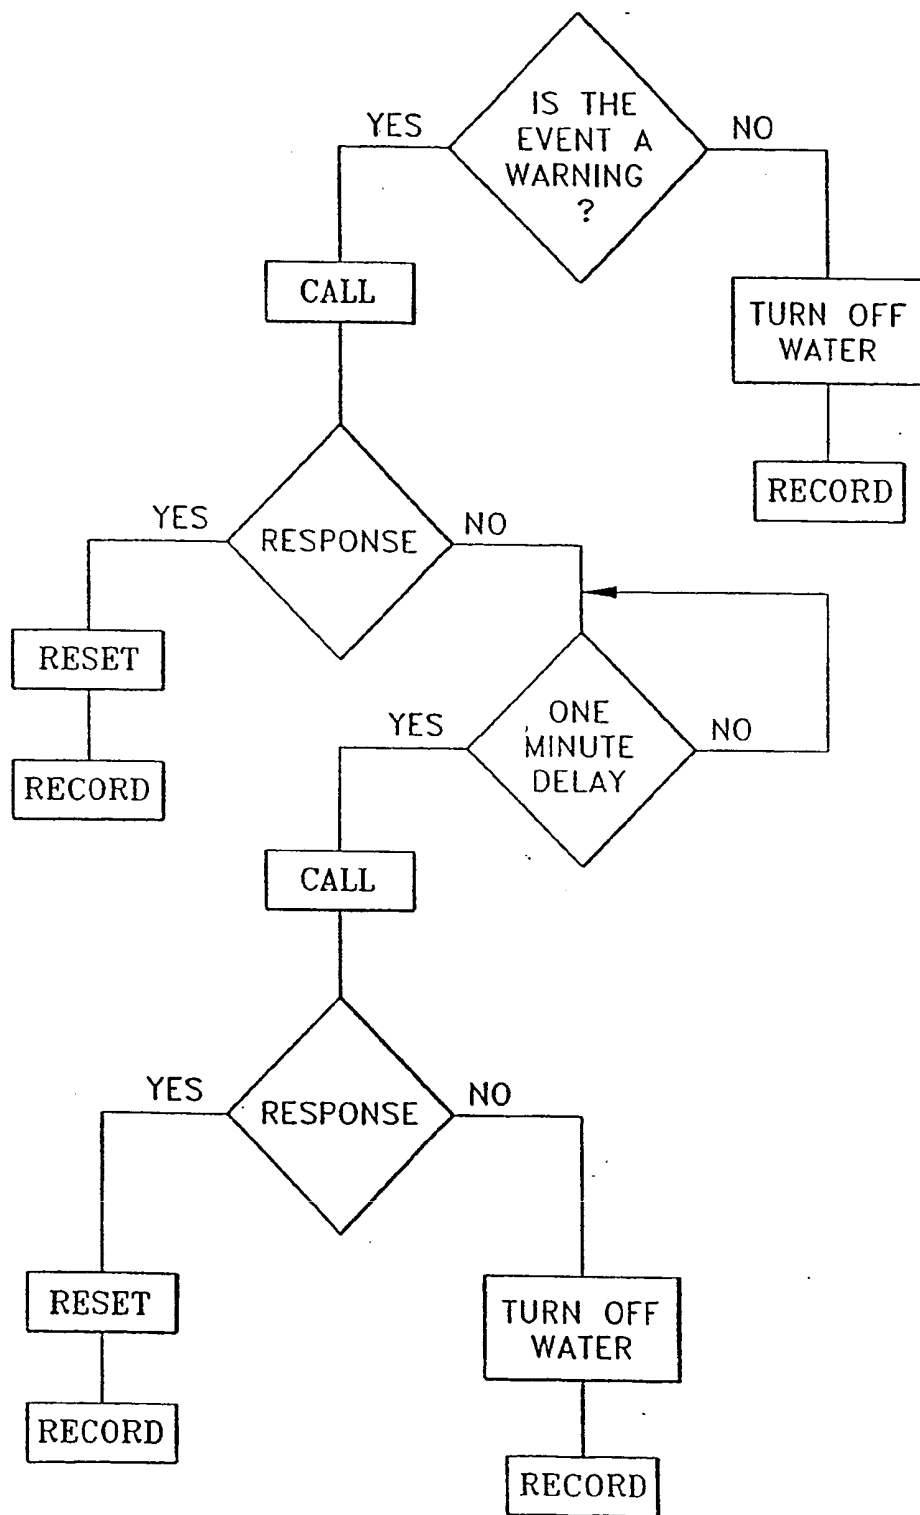 IS THE
EVENT A
WARNING
?
YES
NO
CALL
TURN OFF
WATER
RECORD
YES
RESPONSE
NO
RESET
RECORD
YES
ONE
MINUTE
DELAY
NO
CALL
YES
RESPONSE
NO
RESET
RECORD
TURN OFF
WATER
RECORD